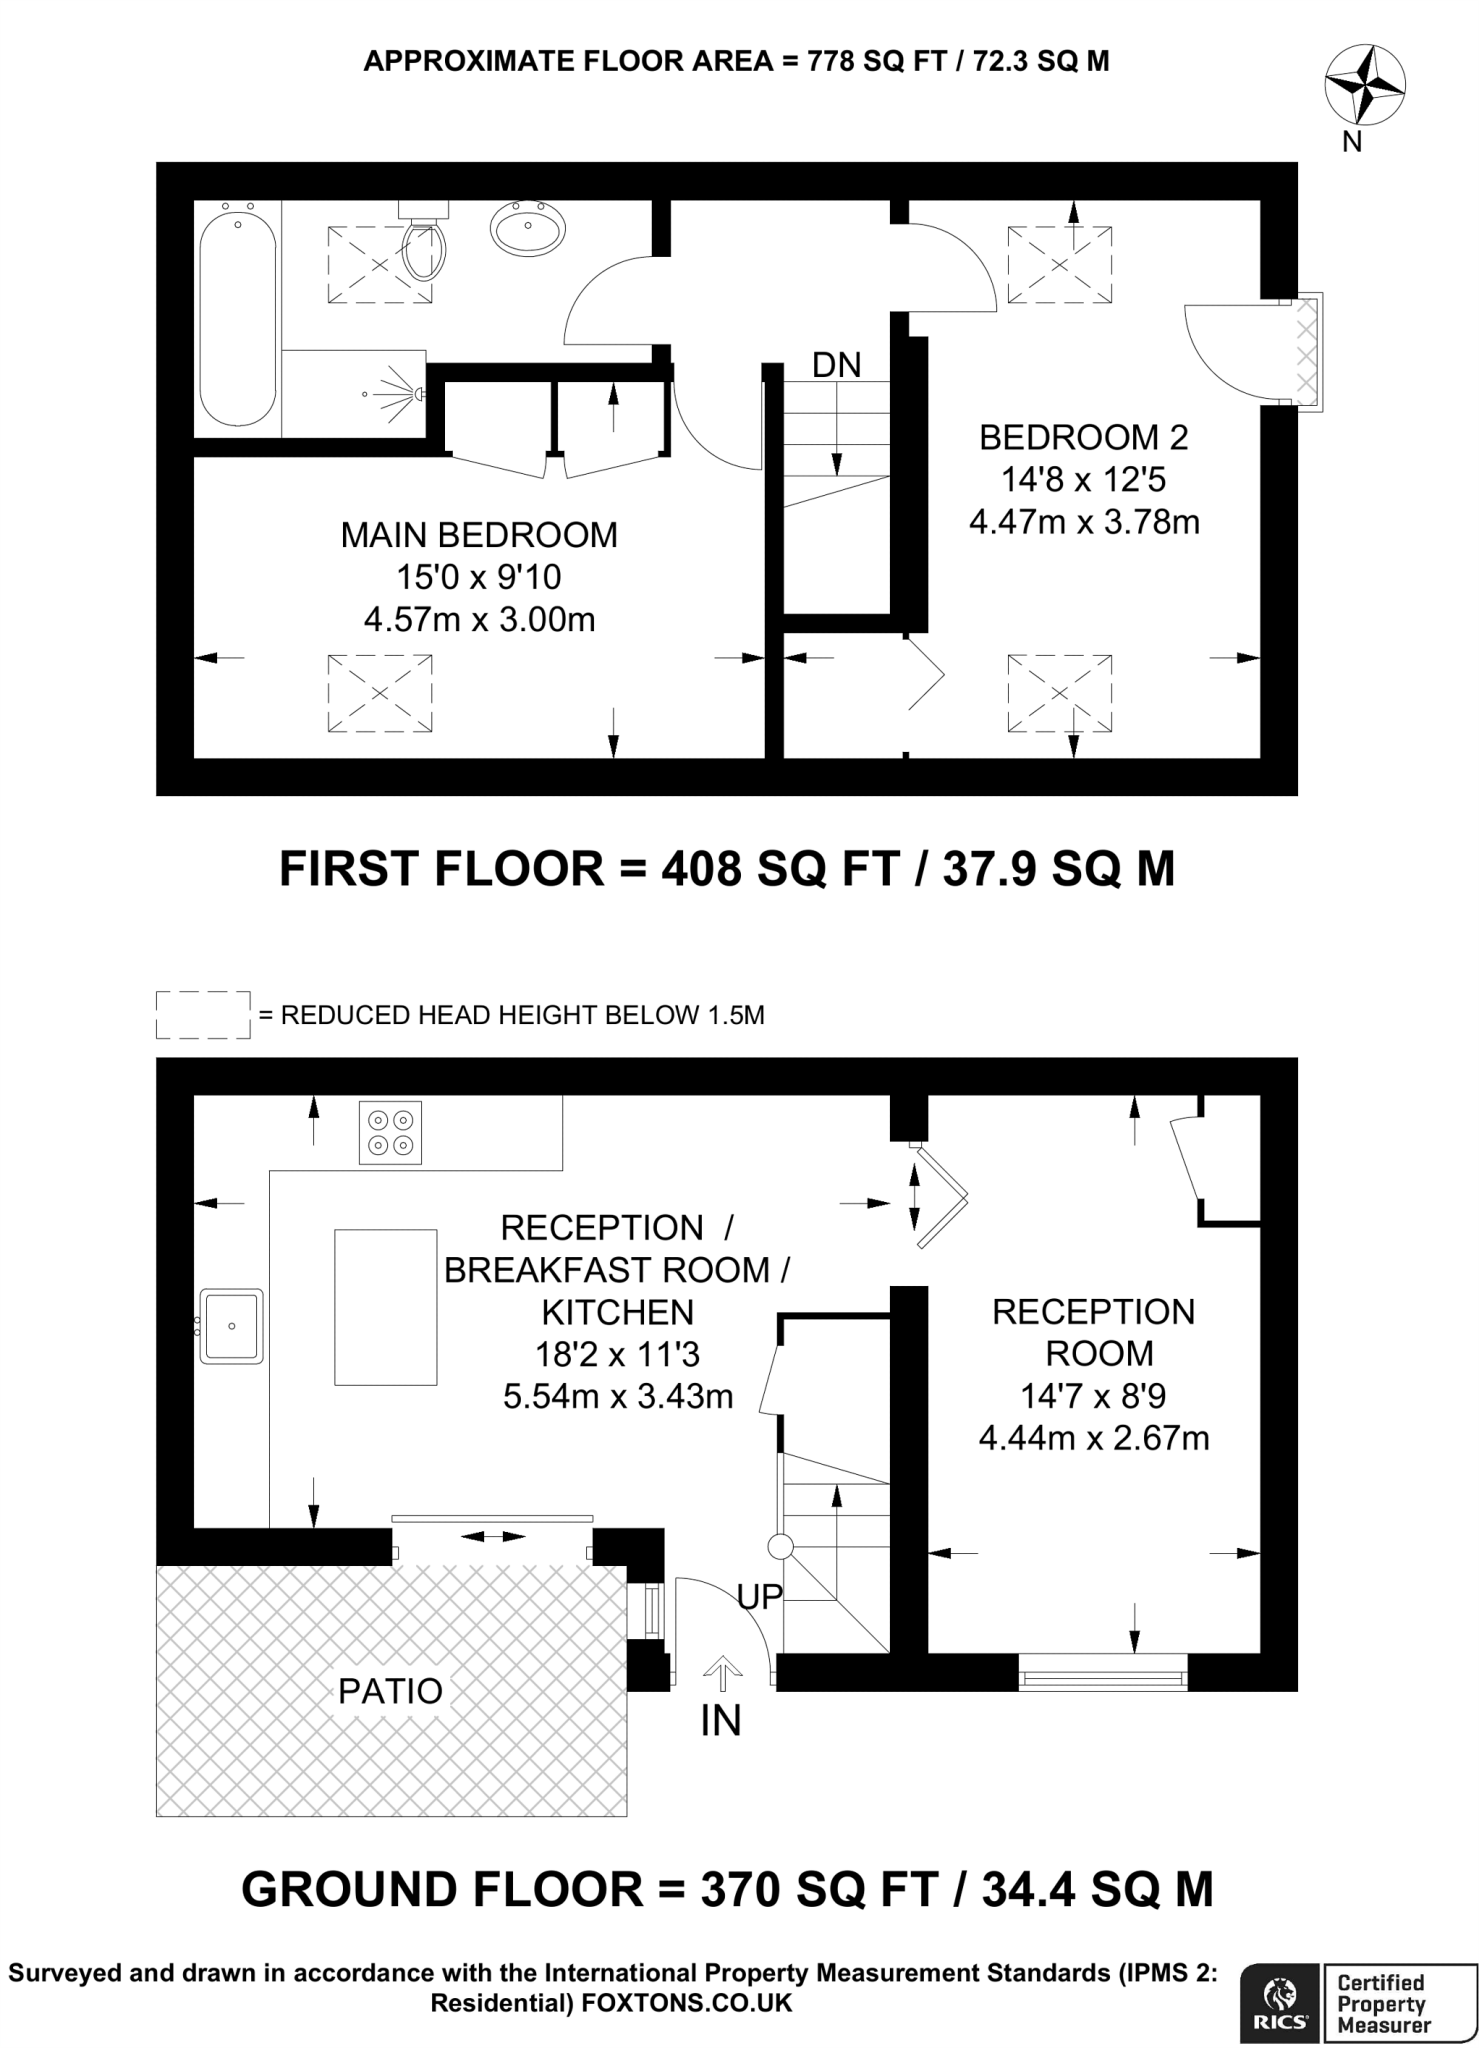 APPROXIMATE FLOOR AREA = 778 SQ FT / 72.3 SQ M
N
DN
BEDROOM 2
14'8 x 12'5
4.47m x 3.78m
MAIN BEDROOM
15'0 x 9'10
4.57m x 3.00m
FIRST FLOOR = 408 SQ FT / 37.9 SQ M
= REDUCED HEAD HEIGHT BELOW 1.5M
RECEPTION /
BREAKFAST ROOM /
KITCHEN
18'2 x 11'3
5.54m x 3.43m
RECEPTION
ROOM
14'7 x 8'9
4.44m x 2.67m
UP
PATIO
IN
GROUND FLOOR = 370 SQ FT / 34.4 SQ M
Surveyed and drawn in accordance with the International Property Measurement Standards (IPMS 2:
Residential) FOXTONS.CO.UK
RICS
Certified
Property
Measurer